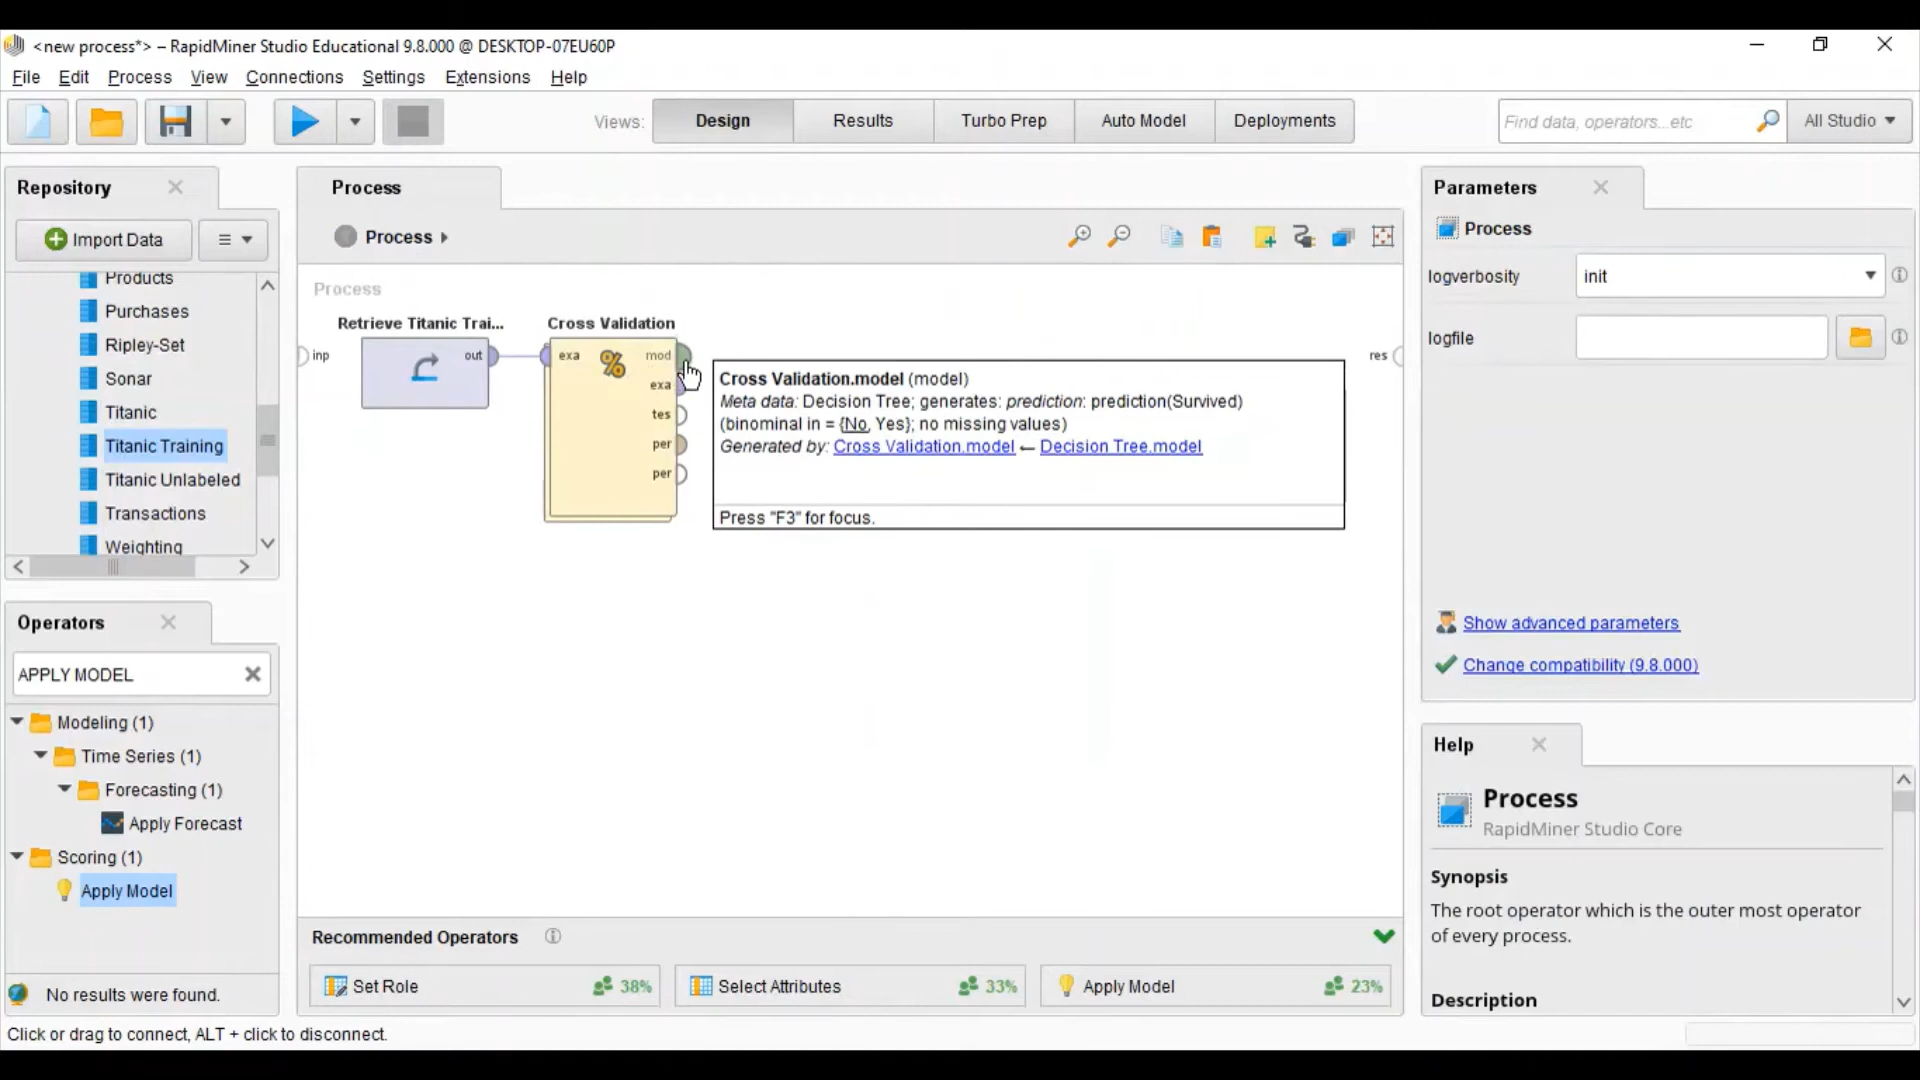 <new process*> – RapidMiner Studio Educational 9.8.000 @ DESKTOP-07EU60P
File Edit Process View Connections Settings Extensions Help
Views: Design Results Turbo Prep Auto Model Deployments
Find data, operators...etc
All Studio
Repository
Import Data
Products
Purchases
Ripley-Set
Sonar
Titanic
Titanic Training
Titanic Unlabeled
Transactions
Weighting
Operators
APPLY MODEL
Modeling (1)
Time Series (1)
Forecasting (1)
Apply Forecast
Scoring (1)
Apply Model
No results were found.
Process
Process
Process
Retrieve Titanic Trai...
Cross Validation
inp
out
exa
%
mod
exa
tes
per
per
res
Cross Validation.model (model)
Meta data: Decision Tree; generates: prediction: prediction(Survived)
(binominal in = {No, Yes}; no missing values)
Generated by: Cross Validation.model ← Decision Tree.model
Press "F3" for focus.
Recommended Operators
Set Role 38%
Select Attributes 33%
Apply Model 23%
Parameters
Process
logverbosity init
logfile
Show advanced parameters
Change compatibility (9.8.000)
Help
Process
RapidMiner Studio Core
Synopsis
The root operator which is the outer most operator
of every process.
Description
Click or drag to connect, ALT + click to disconnect.